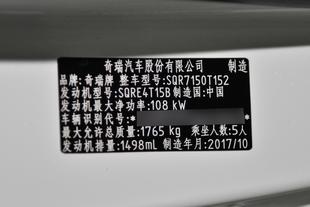 奇瑞汽车股份有限公司 制造
品牌：奇瑞牌 整车型号：SQR7150T152
发动机型号：SQRE4T15B 制造国：中国
发动机最大净功率：108 kW
车辆识别代号：* *
最大允许总质量：1765 kg 乘坐人数：5人
发动机排量：1498mL 制造年月：2017/10